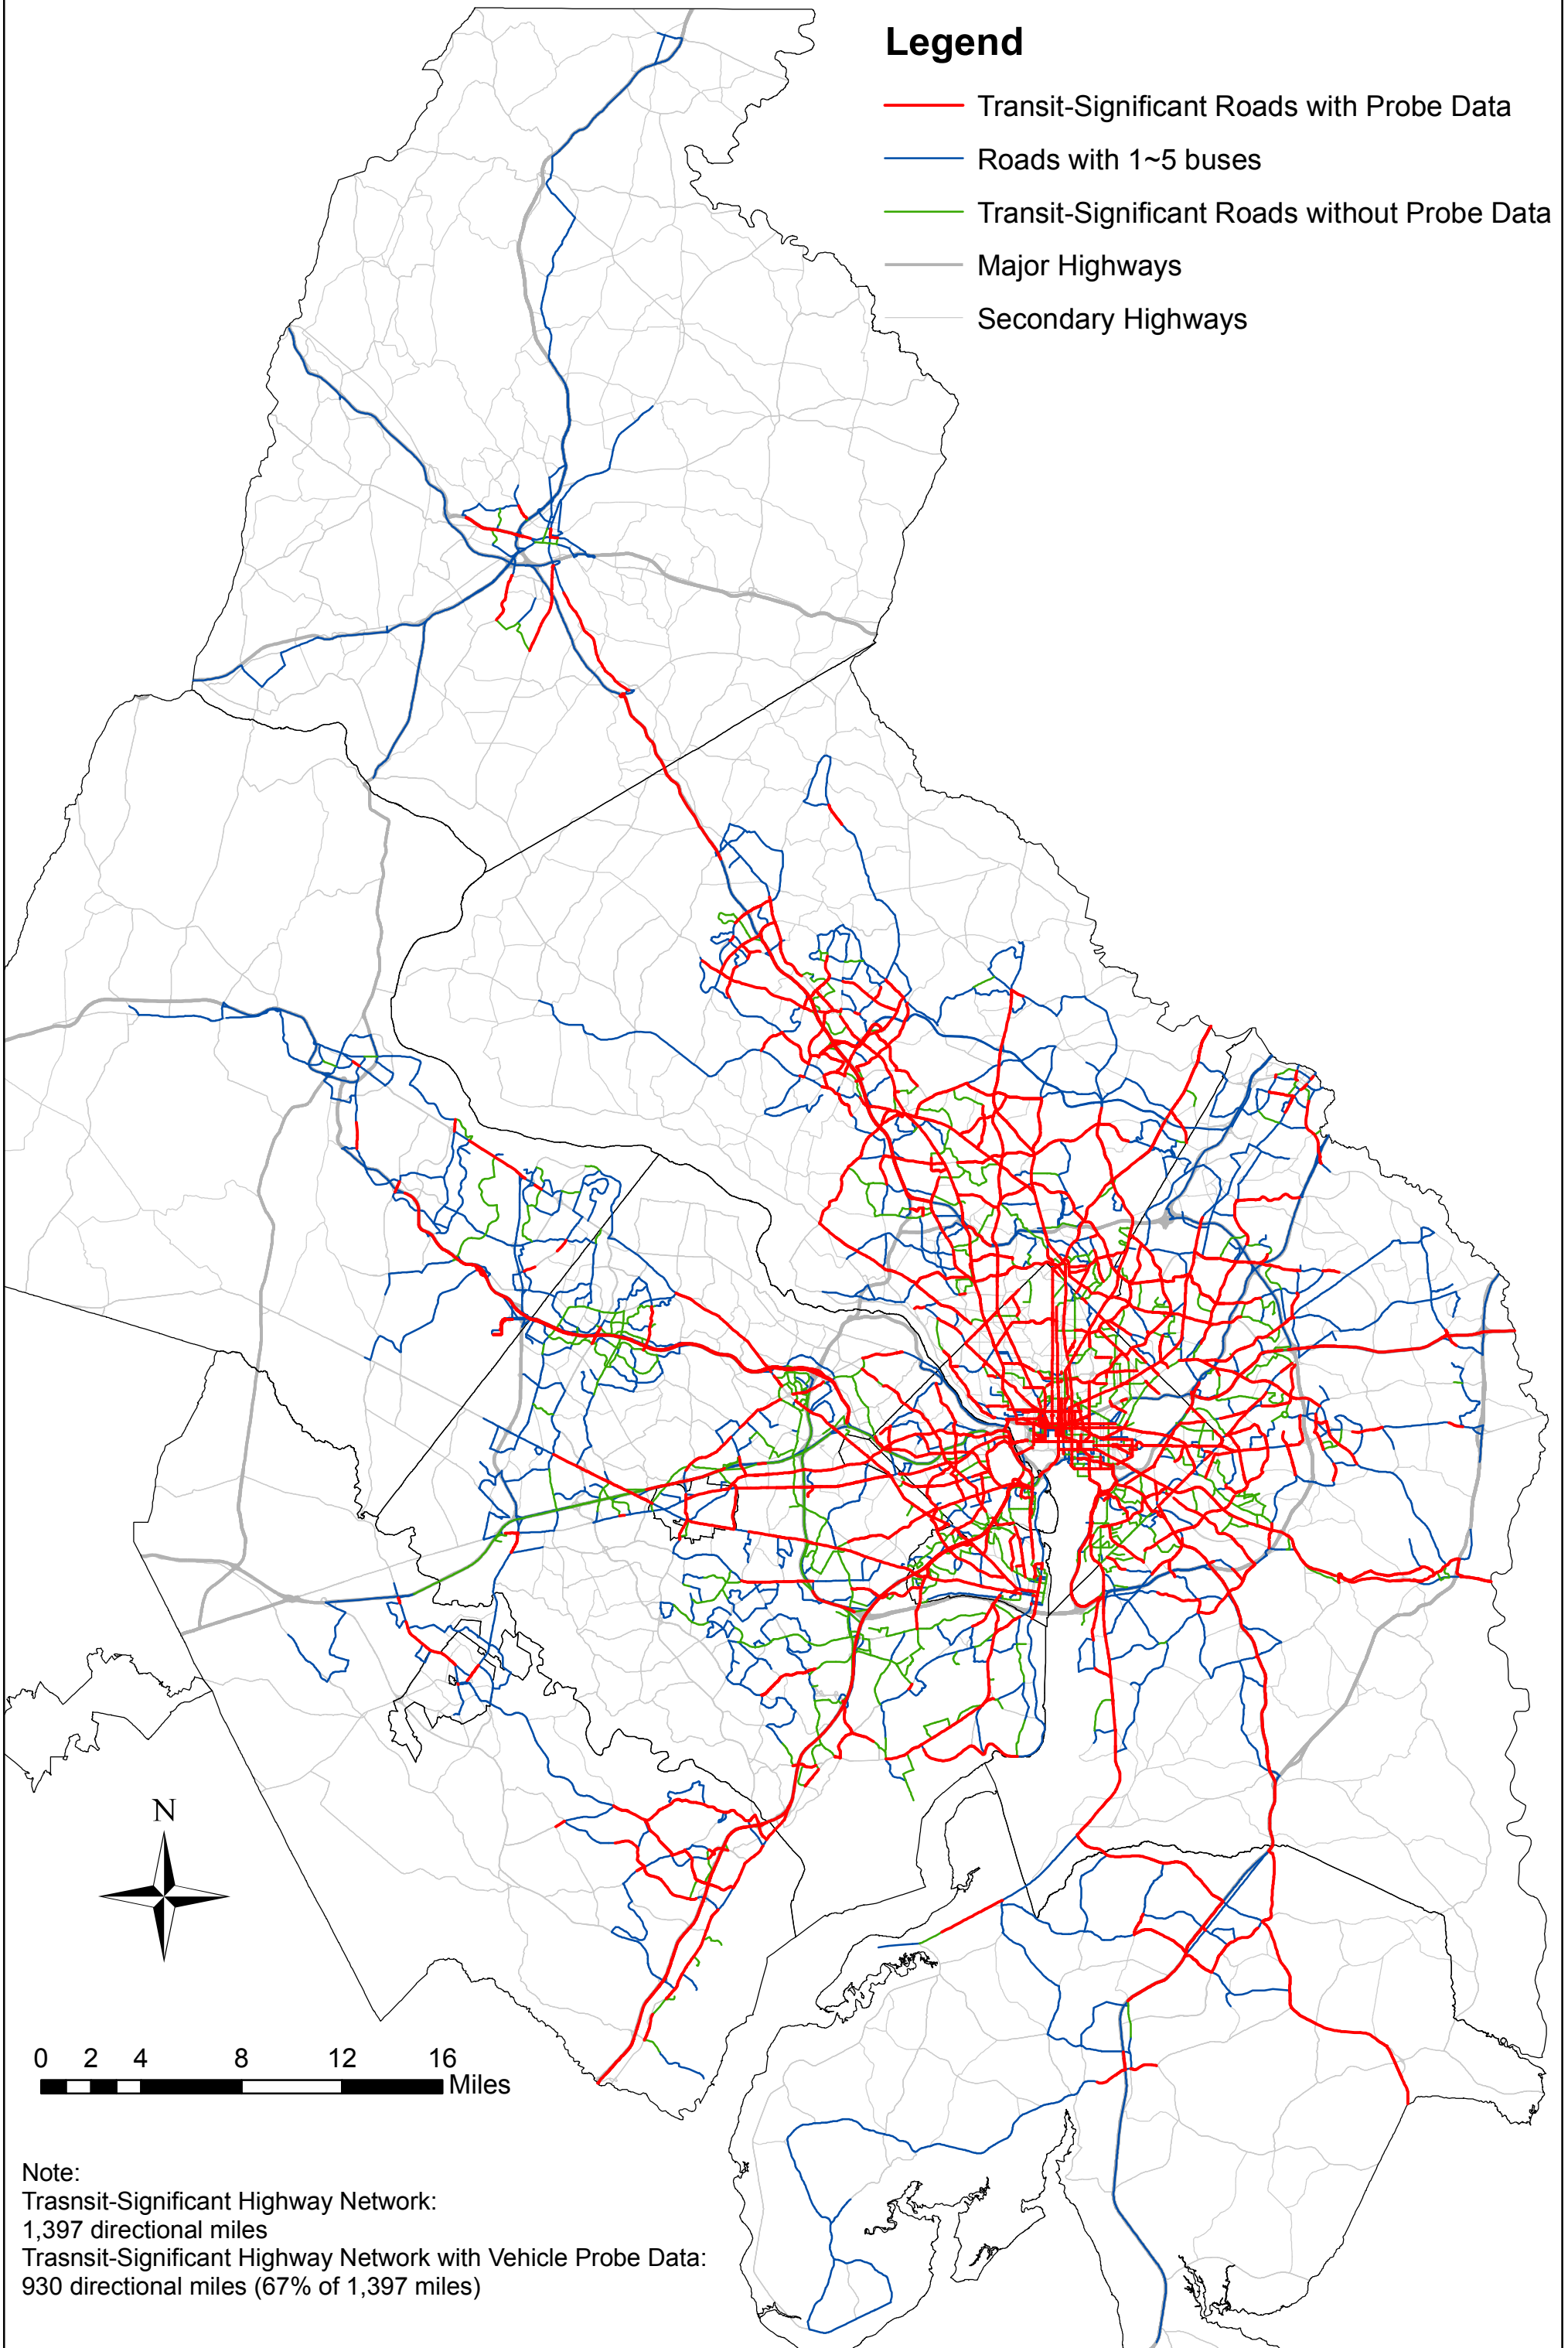 Legend
Transit-Significant Roads with Probe Data
Roads with 1~5 buses
Transit-Significant Roads without Probe Data
Major Highways
Secondary Highways
N
0 2 4 8 12 16
Miles
Note:
Trasnsit-Significant Highway Network:
1,397 directional miles
Trasnsit-Significant Highway Network with Vehicle Probe Data:
930 directional miles (67% of 1,397 miles)